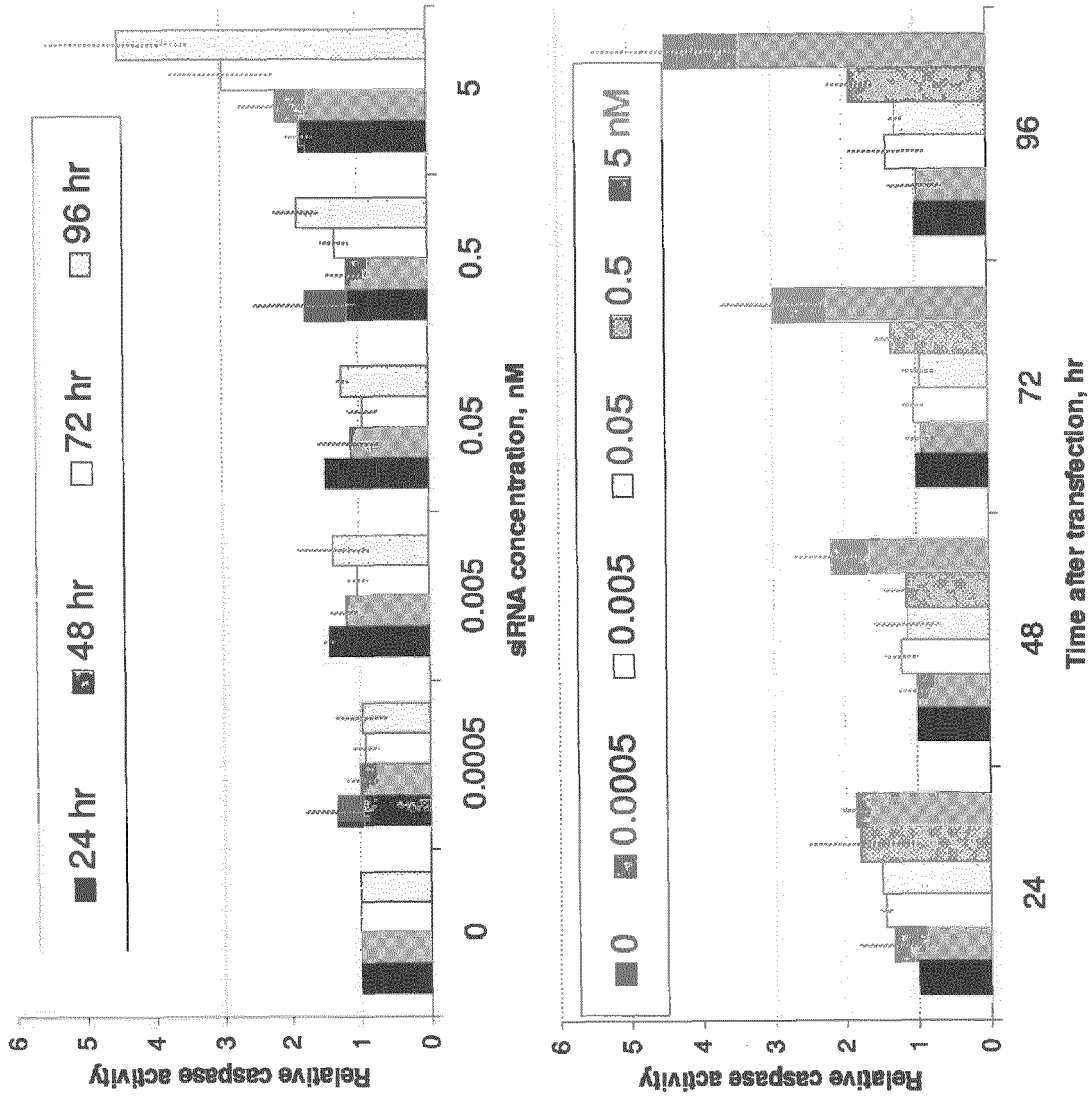 24 hr 48 hr 72 hr 96 hr
Relative caspase activity
6
5
4
3
2
1
0
0 0.0005 0.005 0.05 0.5 5
siRNA concentration, nM
0 0.0005 0.005 0.05 0.5 5 nM
Relative caspase activity
6
5
4
3
2
1
0
24 48 72 96
Time after transfection, hr